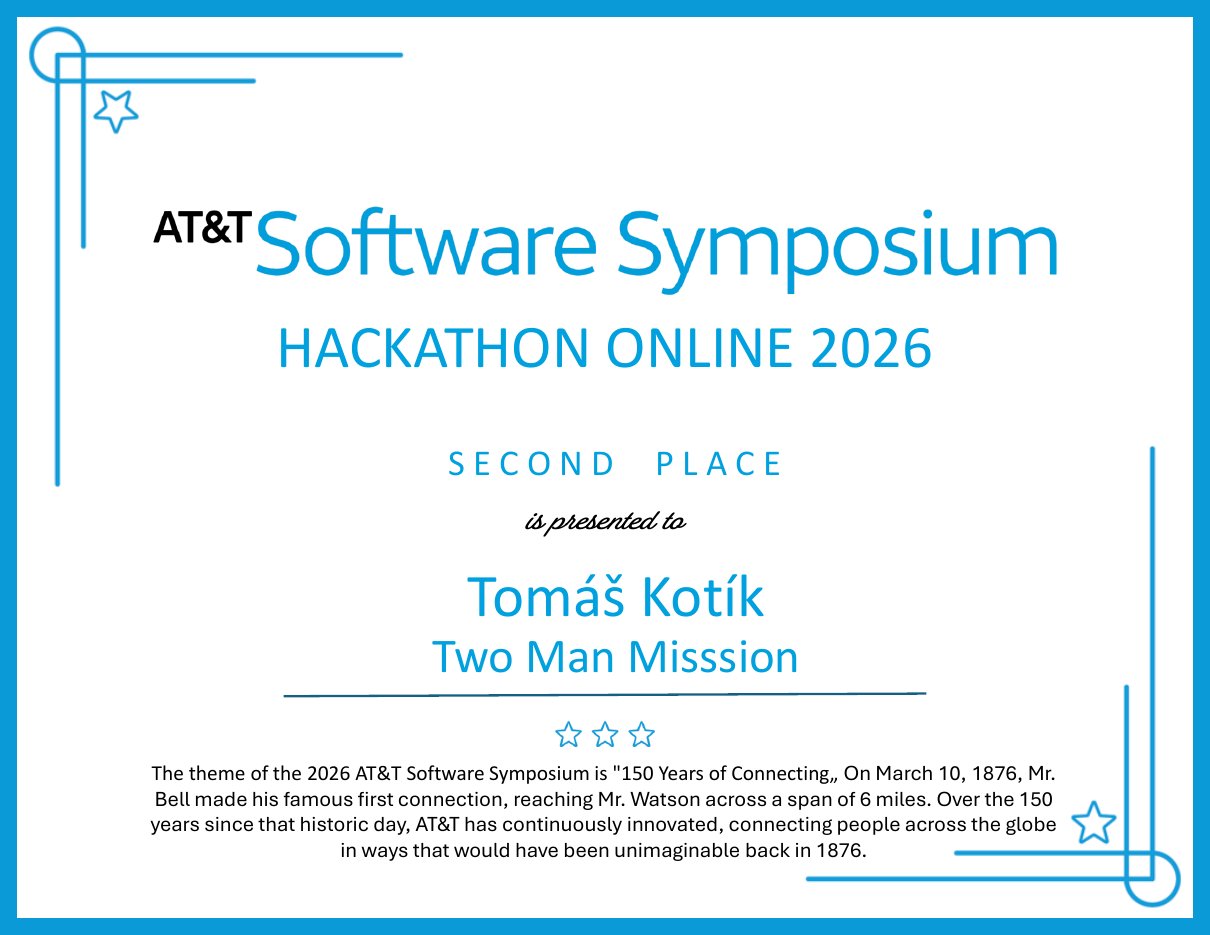 AT&T Software Symposium
HACKATHON ONLINE 2026
SECOND PLACE
is presented to
Tomáš Kotík
Two Man Misssion
The theme of the 2026 AT&T Software Symposium is "150 Years of Connecting„ On March 10, 1876, Mr.
Bell made his famous first connection, reaching Mr. Watson across a span of 6 miles. Over the 150
years since that historic day, AT&T has continuously innovated, connecting people across the globe
in ways that would have been unimaginable back in 1876.